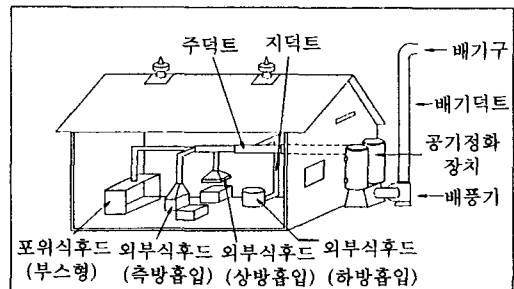 주덕트
지덕트
배기구
배기덕트
공기정화
장치
배풍기
포위식후드
(부스형)
외부식후드
(측방흡입)
외부식후드
(상방흡입)
외부식후드
(하방흡입)